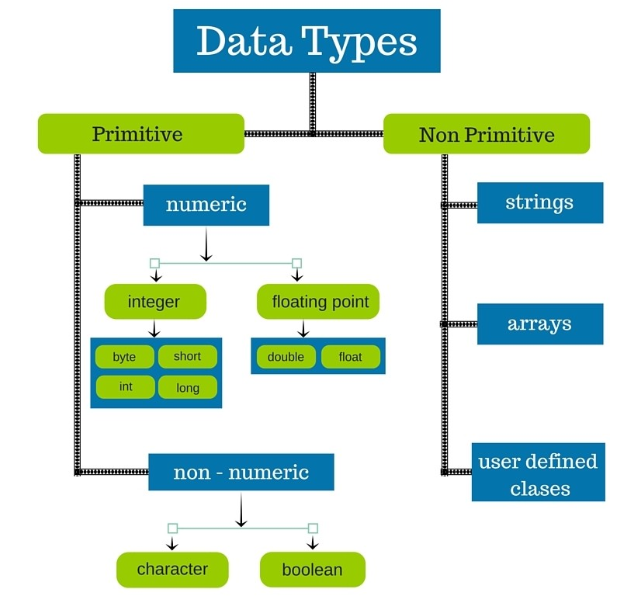 Data Types
Primitive
Non Primitive
numeric
strings
integer
floating point
arrays
byte
short
double
float
int
long
non - numeric
user defined
clases
character
boolean